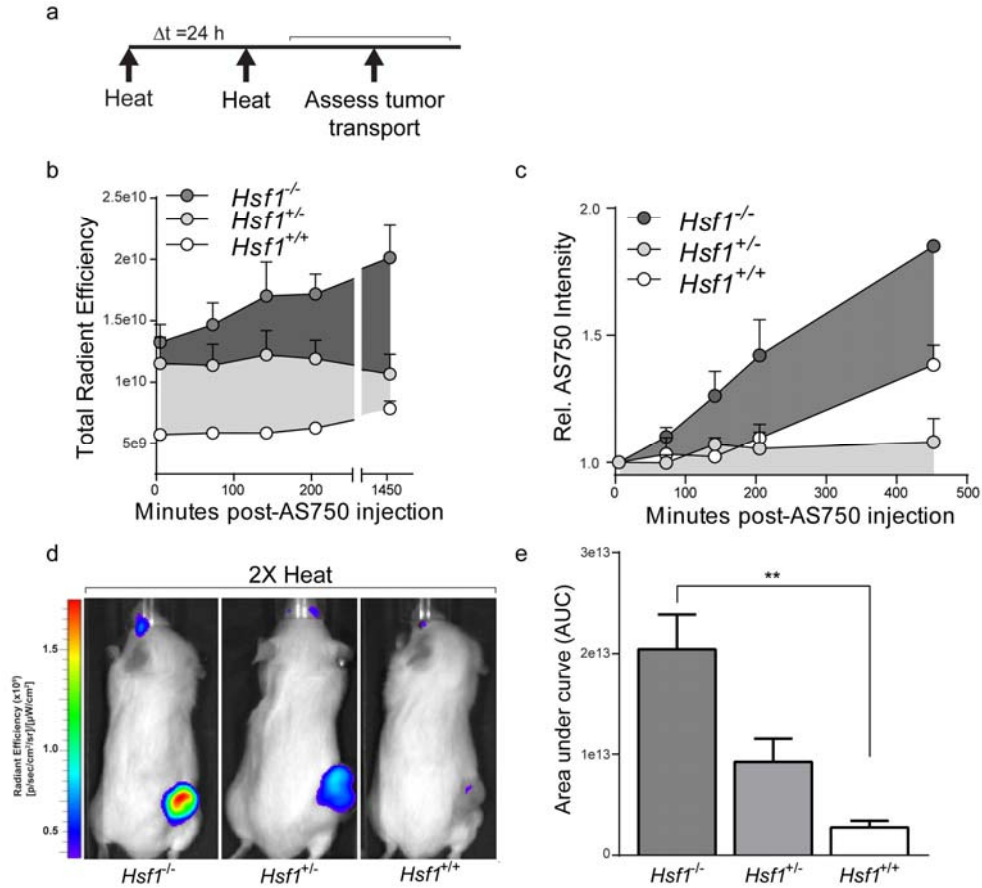 a
Δt =24 h
Heat
Heat
Assess tumor
transport
b
Total Radient Efficiency
2.5e10
2e10
1.5e10
1e10
5e9
Hsf1-/-
Hsf1+/-
Hsf1+/+
0
100
200
1450
Minutes post-AS750 injection
c
Rel. AS750 Intensity
2.0
1.5
1.0
Hsf1-/-
Hsf1+/-
Hsf1+/+
0
100
200
300
400
500
Minutes post-AS750 injection
d
2X Heat
Radiant Efficiency (x10⁹)
[p/sec/cm²/sr]/[µW/cm²]
1.5
1.0
0.5
Hsf1-/-
Hsf1+/-
Hsf1+/+
e
Area under curve (AUC)
3e13
2e13
1e13
0
**
Hsf1-/-
Hsf1+/-
Hsf1+/+